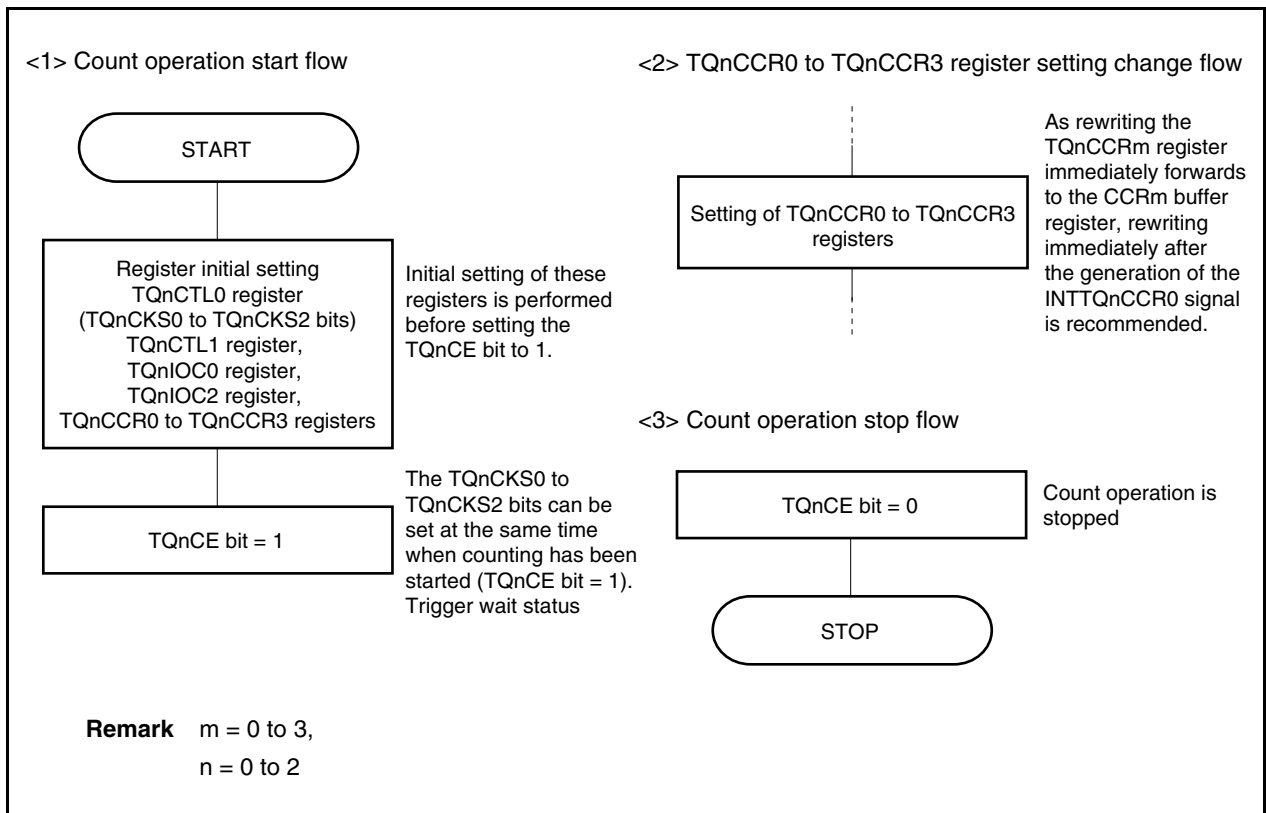 <1> Count operation start flow
START
Register initial setting
TQnCTL0 register
(TQnCKS0 to TQnCKS2 bits)
TQnCTL1 register,
TQnIOC0 register,
TQnIOC2 register,
TQnCCR0 to TQnCCR3 registers
Initial setting of these
registers is performed
before setting the
TQnCE bit to 1.
TQnCE bit = 1
The TQnCKS0 to
TQnCKS2 bits can be
set at the same time
when counting has been
started (TQnCE bit = 1).
Trigger wait status
<2> TQnCCR0 to TQnCCR3 register setting change flow
Setting of TQnCCR0 to TQnCCR3
registers
As rewriting the
TQnCCRm register
immediately forwards
to the CCRm buffer
register, rewriting
immediately after
the generation of the
INTTQnCCR0 signal
is recommended.
<3> Count operation stop flow
TQnCE bit = 0
Count operation is
stopped
STOP
Remark m = 0 to 3,
n = 0 to 2